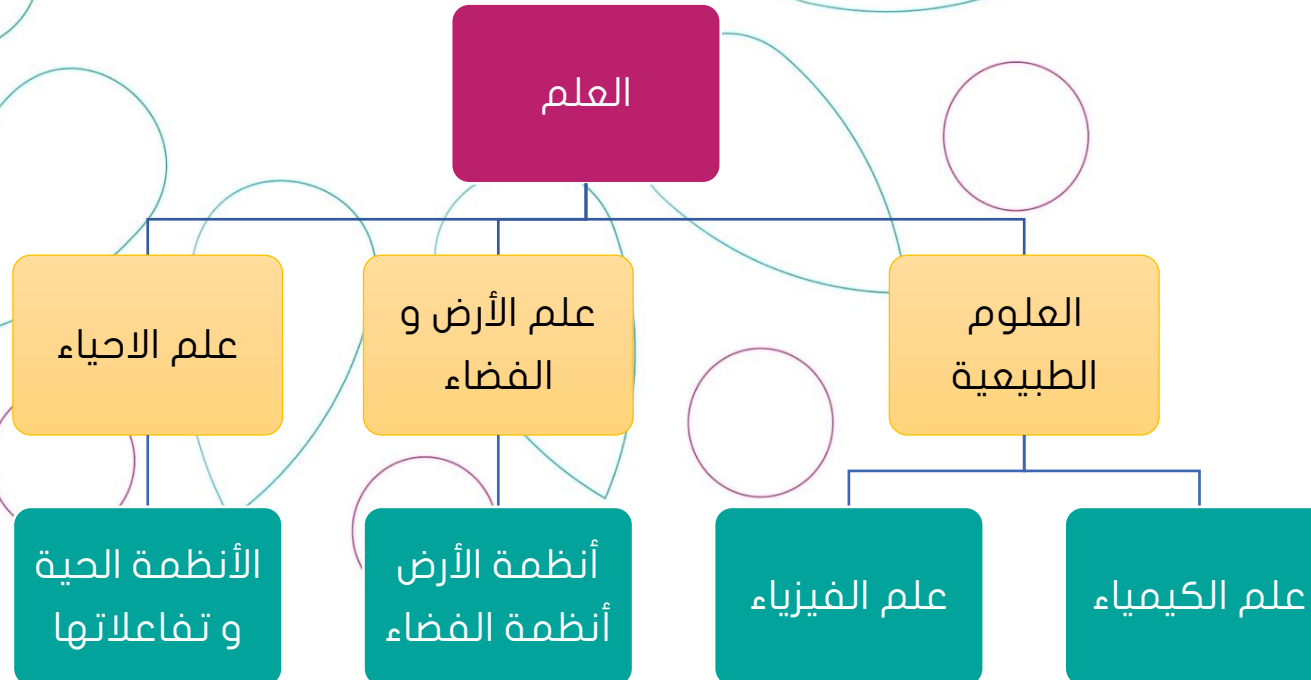 العلم
العلوم
الطبيعية
علم الأرض و
الفضاء
علم الاحياء
علم الكيمياء
علم الفيزياء
أنظمة الأرض
أنظمة الفضاء
الأنظمة الحية
و تفاعلاتها